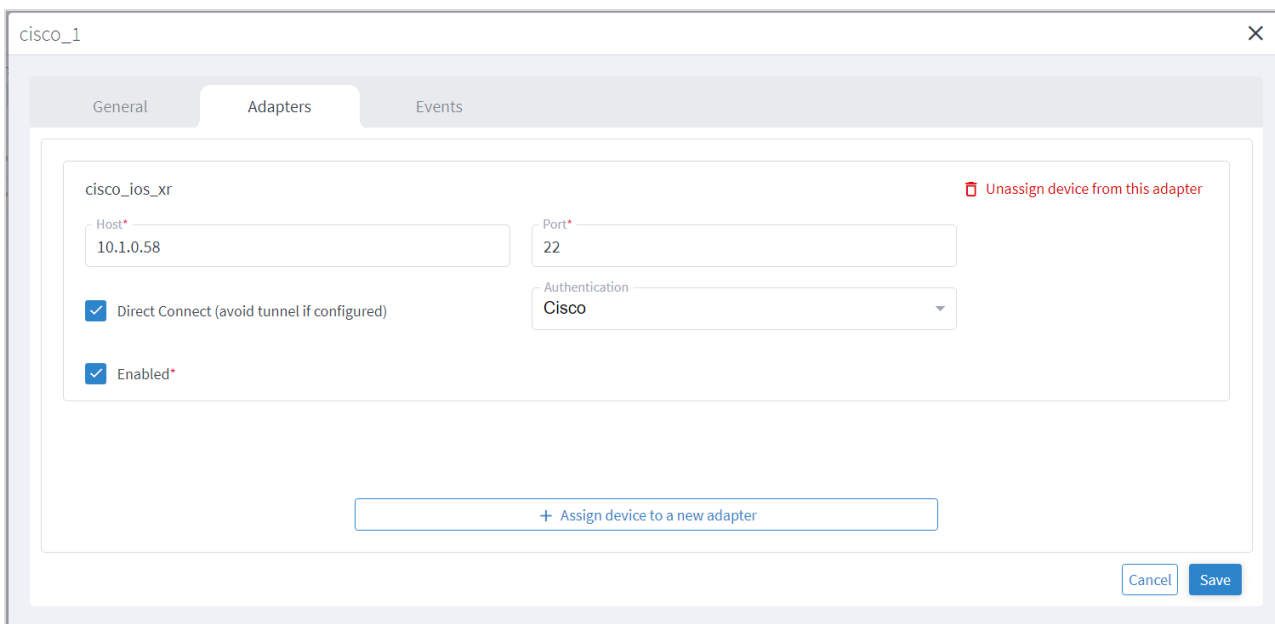 cisco_1
General Adapters Events
cisco_ios_xr Unassign device from this adapter
Host* Port*
10.1.0.58 22
Authentication
Direct Connect (avoid tunnel if configured) Cisco
Enabled*
+ Assign device to a new adapter
Cancel Save